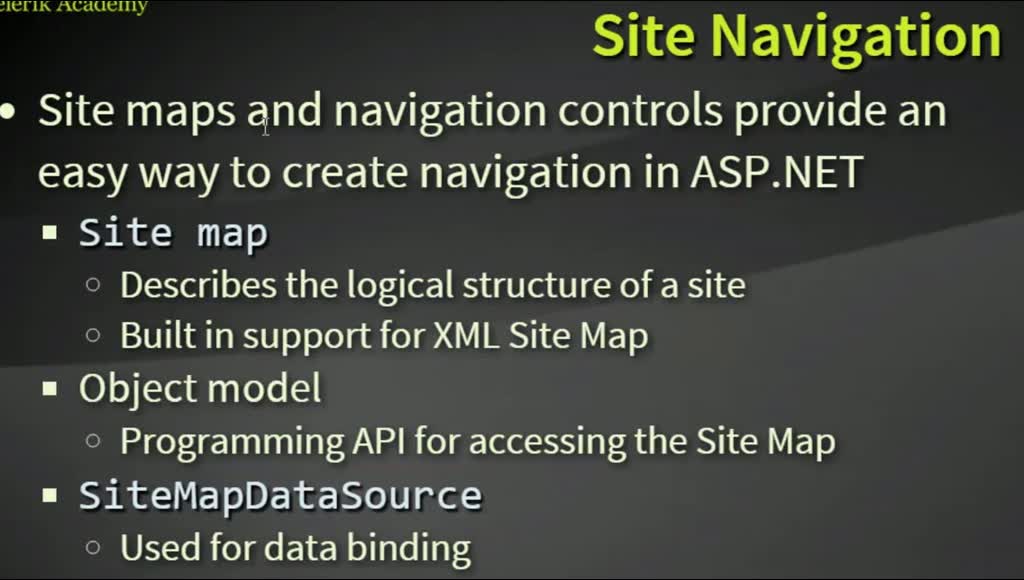 elerik Academy
Site Navigation
• Site maps and navigation controls provide an
easy way to create navigation in ASP.NET
▪ Site map
○ Describes the logical structure of a site
○ Built in support for XML Site Map
▪ Object model
○ Programming API for accessing the Site Map
▪ SiteMapDataSource
○ Used for data binding